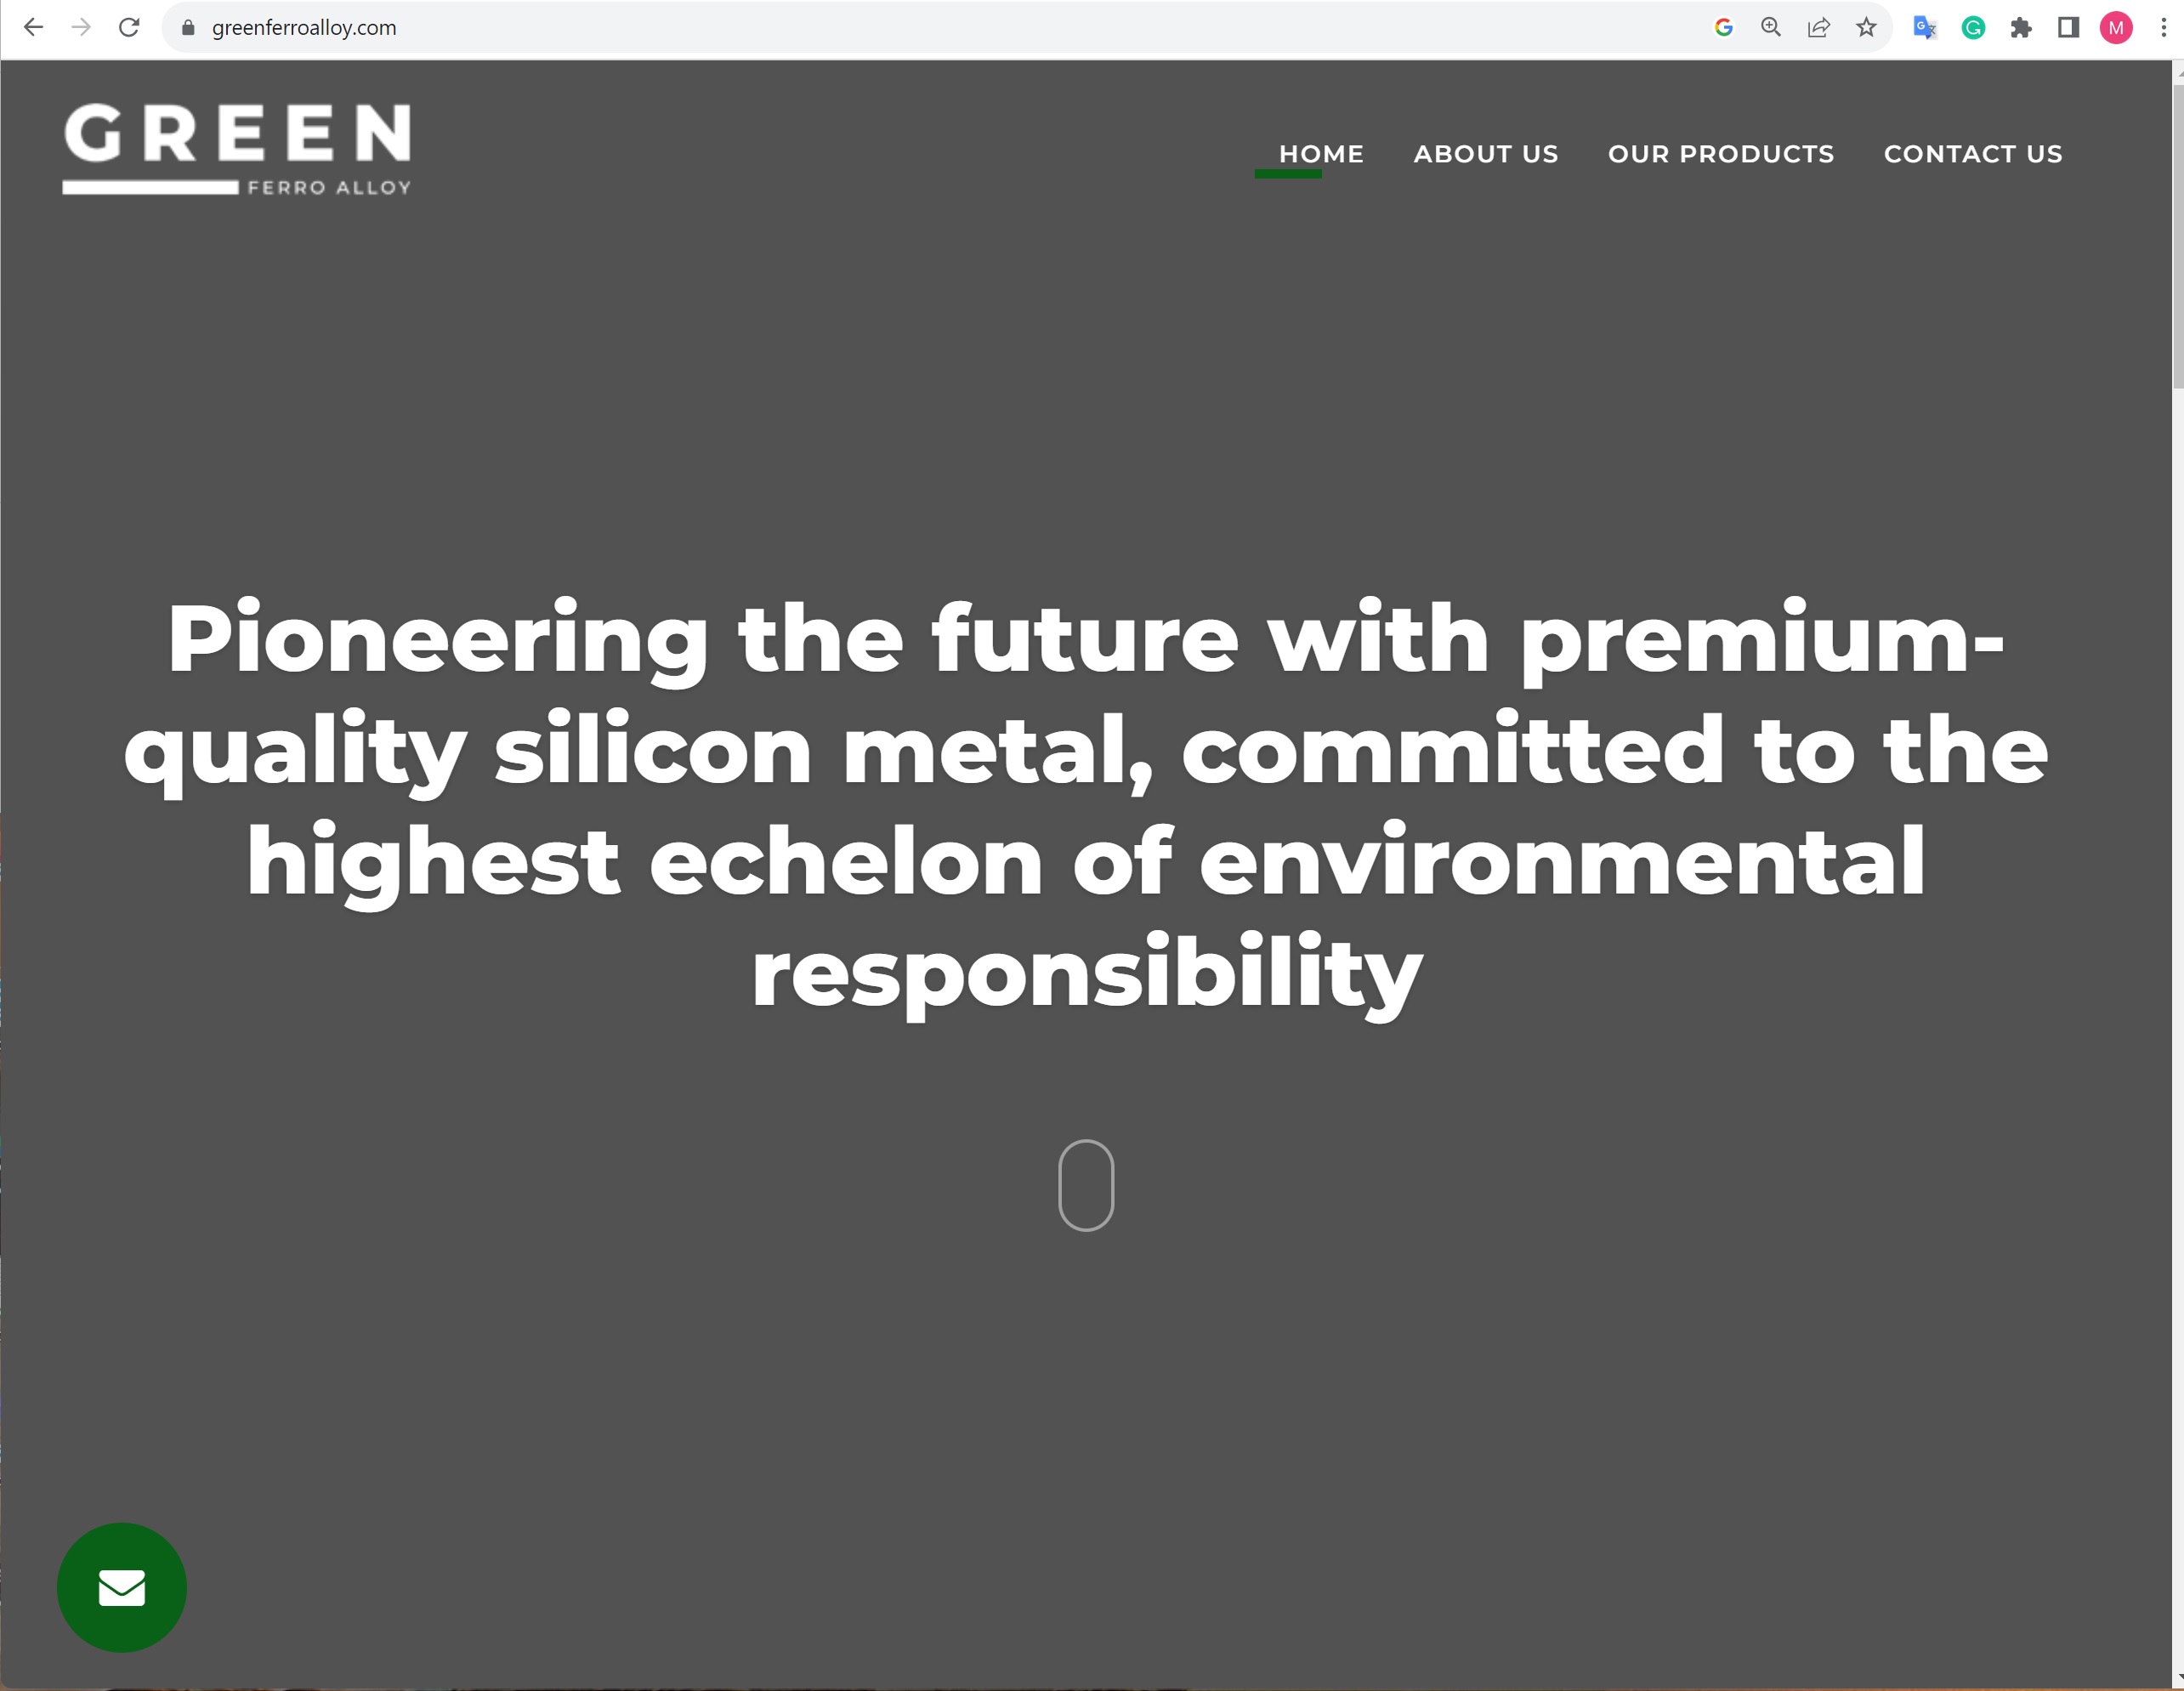 greenferroalloy.com
M
GREEN
FERRO ALLOY
HOME ABOUT US OUR PRODUCTS CONTACT US
Pioneering the future with premium-
quality silicon metal, committed to the
highest echelon of environmental
responsibility